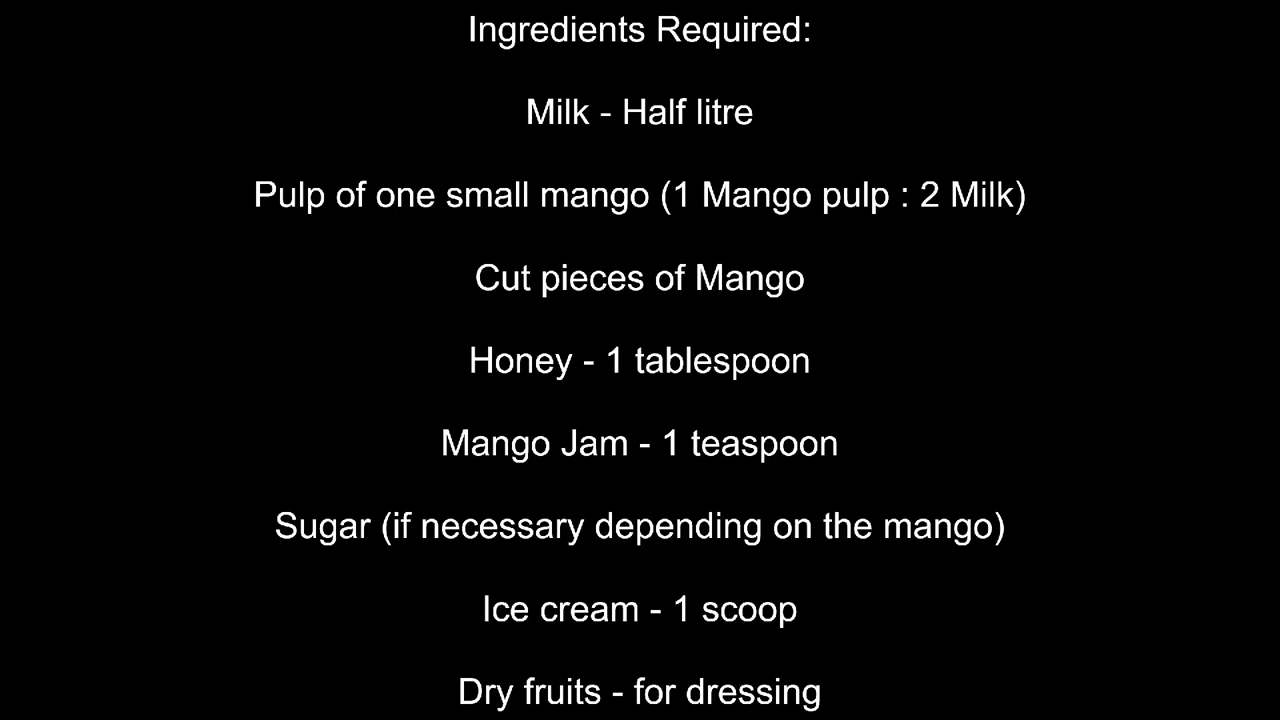 Ingredients Required:
Milk - Half litre
Pulp of one small mango (1 Mango pulp : 2 Milk)
Cut pieces of Mango
Honey - 1 tablespoon
Mango Jam - 1 teaspoon
Sugar (if necessary depending on the mango)
Ice cream - 1 scoop
Dry fruits - for dressing